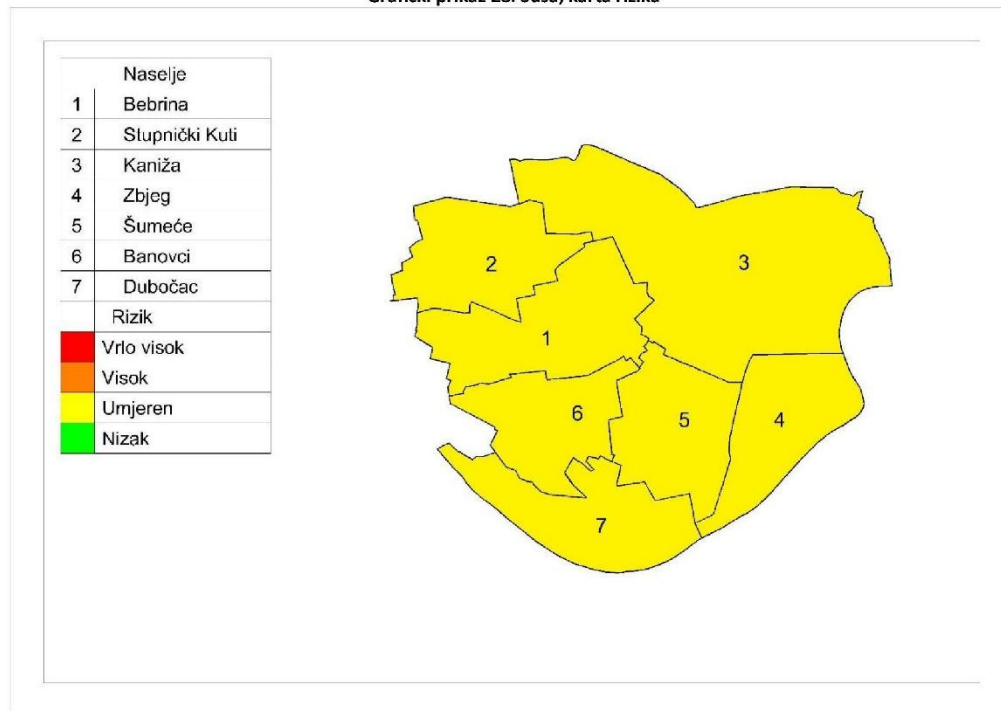 Naselje
1 Bebrina
2 Stupnički Kuti
3 Kaniža
4 Zbjeg
5 Šumeće
6 Banovci
7 Dubočac
Rizik
Vrlo visok
Visok
Umjeren
Nizak
2
3
1
6
5
4
7